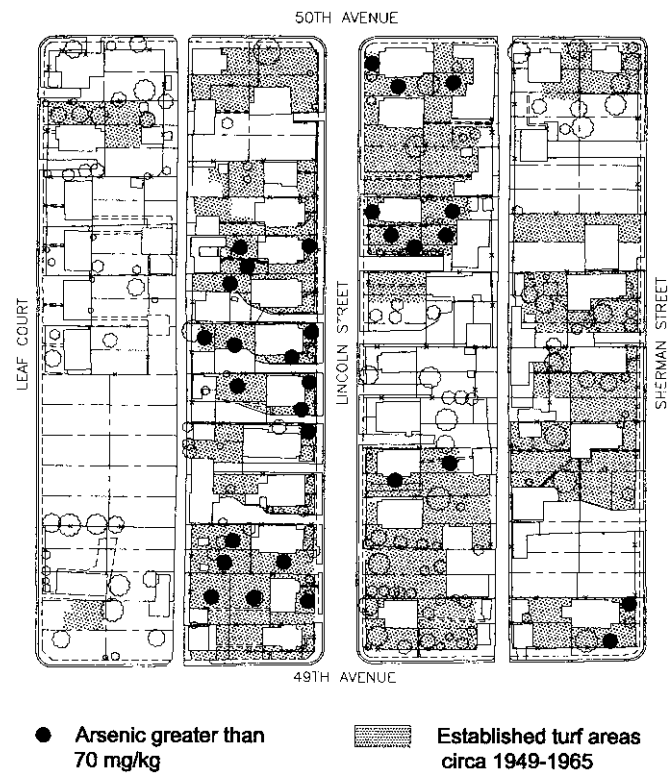 50TH AVENUE
LEAF COURT
LINCOLN STREET
SHERMAN STREET
49TH AVENUE
Arsenic greater than
70 mg/kg
Established turf areas
circa 1949-1965